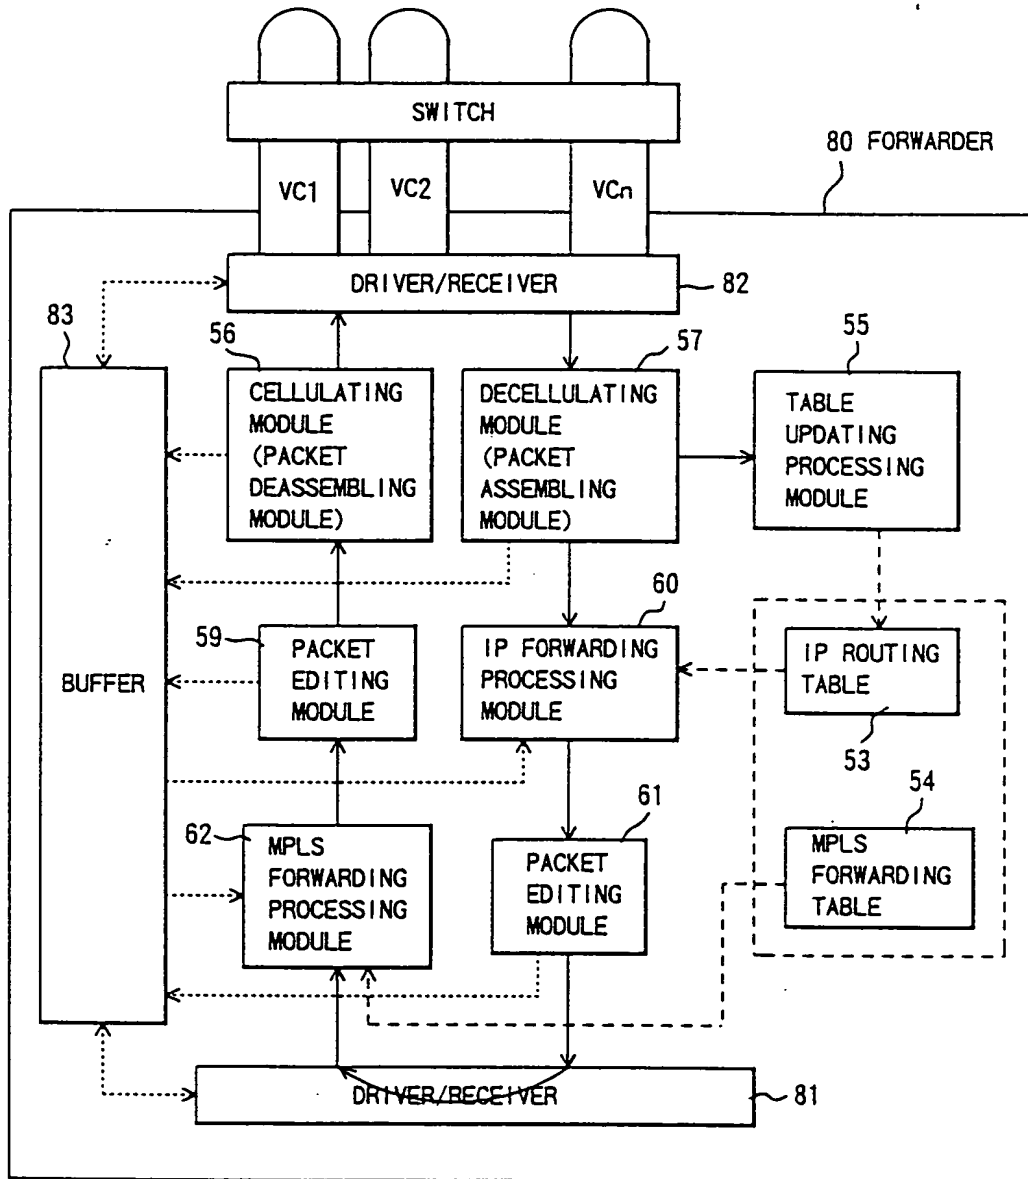 SWITCH
80 FORWARDER
VC1
VC2
VCn
DRIVER/RECEIVER
82
83
56
57
55
CELLULATING
MODULE
(PACKET
DEASSEMBLING
MODULE)
DECELLULATING
MODULE
(PACKET
ASSEMBLING
MODULE)
TABLE
UPDATING
PROCESSING
MODULE
BUFFER
59
PACKET
EDITING
MODULE
60
IP FORWARDING
PROCESSING
MODULE
IP ROUTING
TABLE
53
62
MPLS
FORWARDING
PROCESSING
MODULE
61
PACKET
EDITING
MODULE
54
MPLS
FORWARDING
TABLE
DRIVER/RECEIVER
81